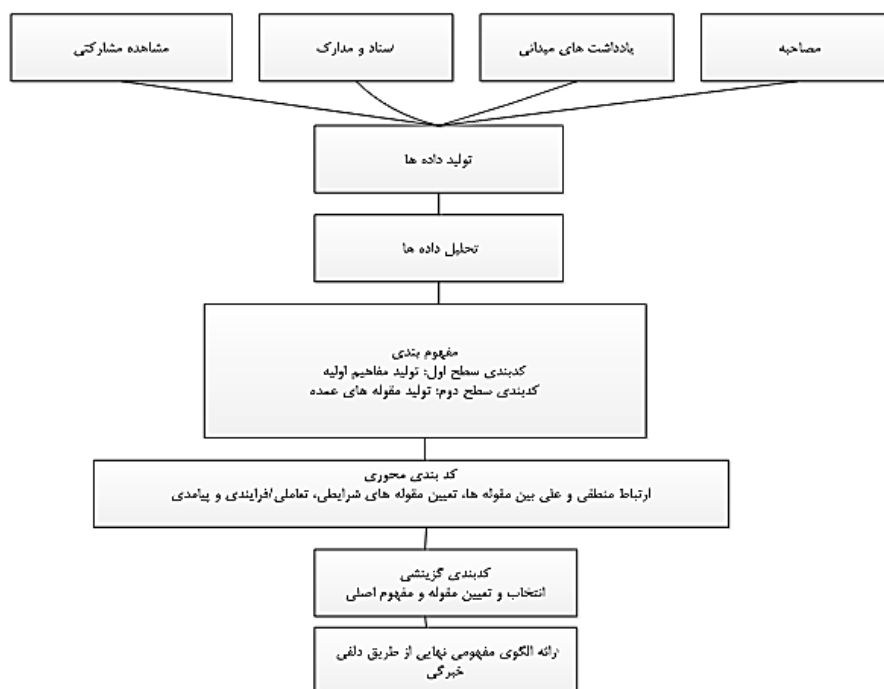 مصاحبه
یادداشت های میدانی
اسناد و مدارک
مشاهده مشارکتی
تولید داده ها
تحلیل داده ها
مفهوم بندی
کدبندی سطح اول: تولید مفاهیم اولیه
کدبندی سطح دوم: تولید مقوله های عمده
کد بندی محوری
ارتباط منطقی و علی بین مقوله ها، تعیین مقوله های شرایطی، تعاملی/فرایندی و پیامدی
کدبندی گزینشی
انتخاب و تعیین مقوله و مفهوم اصلی
ارائه الگوی مفهومی نهایی از طریق دلفی
خبرگی